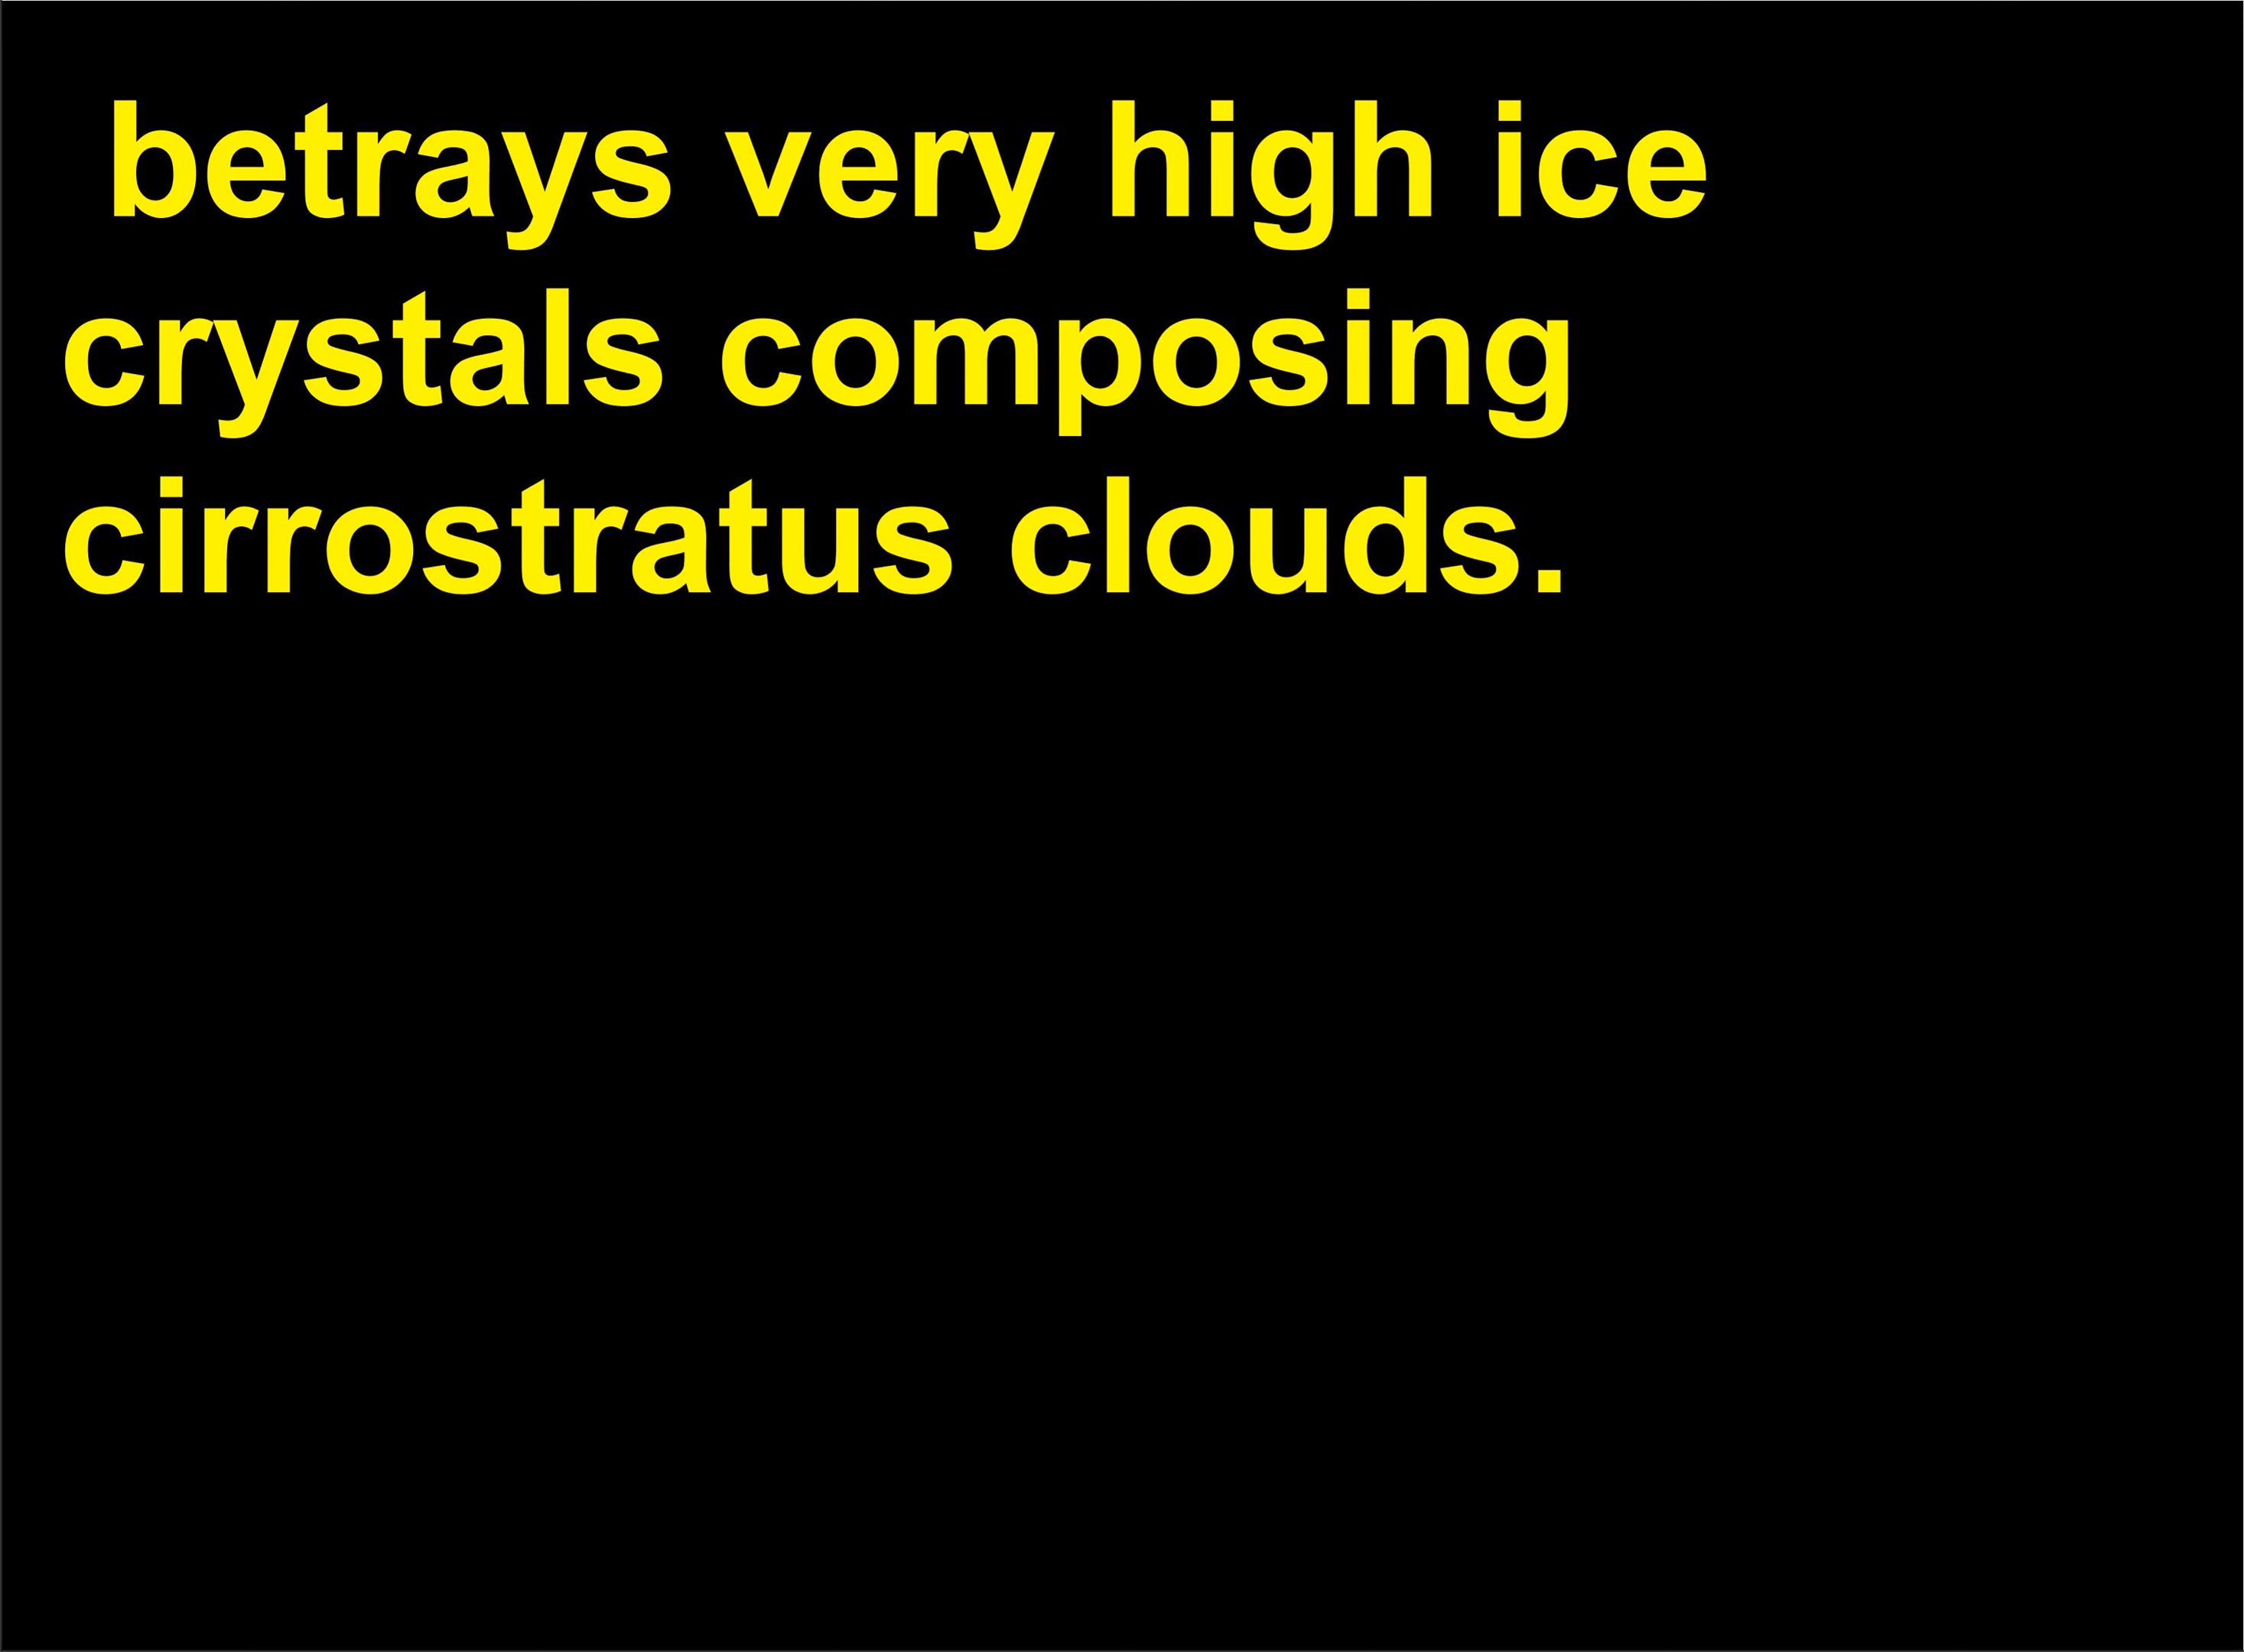 betrays very high ice
crystals composing
cirrostratus clouds.